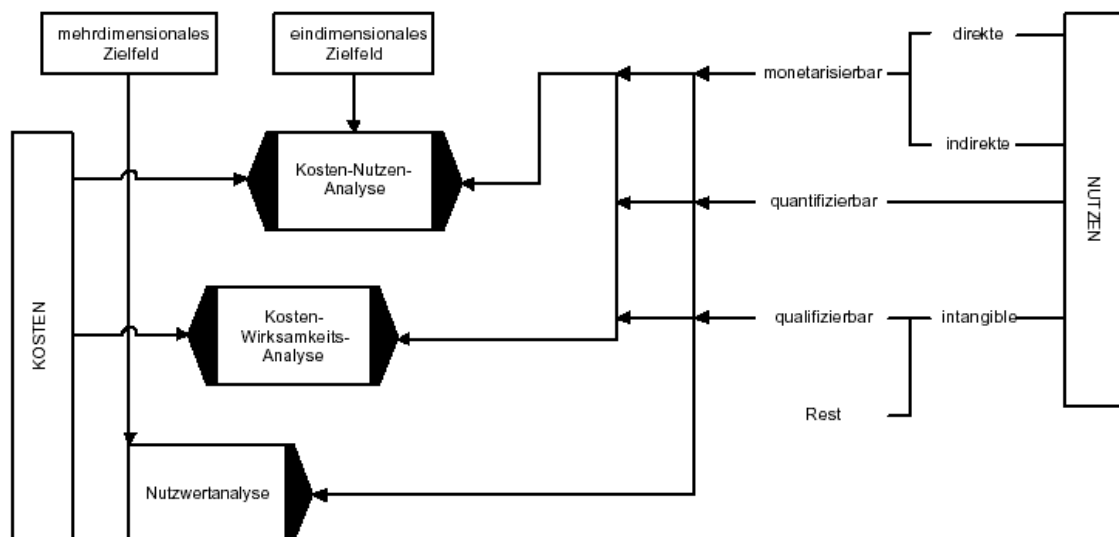 mehrdimensionales
Zielfeld
eindimensionales
Zielfeld
direkte
monetarisierbar
indirekte
Kosten-Nutzen-
Analyse
quantifizierbar
NUTZEN
KOSTEN
Kosten-
Wirksamkeits-
Analyse
qualifizierbar
intangible
Rest
Nutzwertanalyse